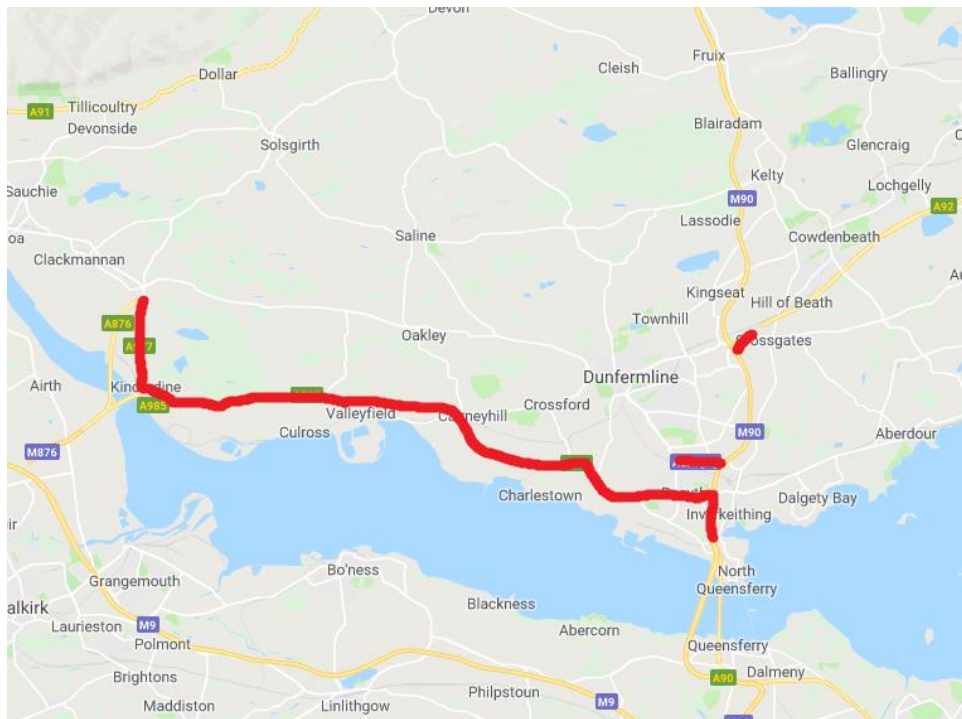 Devon
Cleish
Fruix
Dollar
Ballingry
A91
Tillicoultry
Devonside
Blairadam
Solsgirth
Glencraig
Kelty
Sauchie
Lochgelly
M90
A92
Lassodie
Saline
Cowdenbeath
oa
Clackmannan
Kingseat
Hill of Beath
A876
Townhill
Oakley
Airth
Dunfermline
A985
Crossford
Valleyfield
Culross
M90
Aberdour
M876
Charlestown
Dalgety Bay
ir
North
Queensferry
Bo'ness
Grangemouth
Blackness
alkirk
Laurieston
M9
Polmont
Abercorn
Queensferry
Dalmeny
A90
Brightons
Philpstoun
M9
Maddiston
Linlithgow